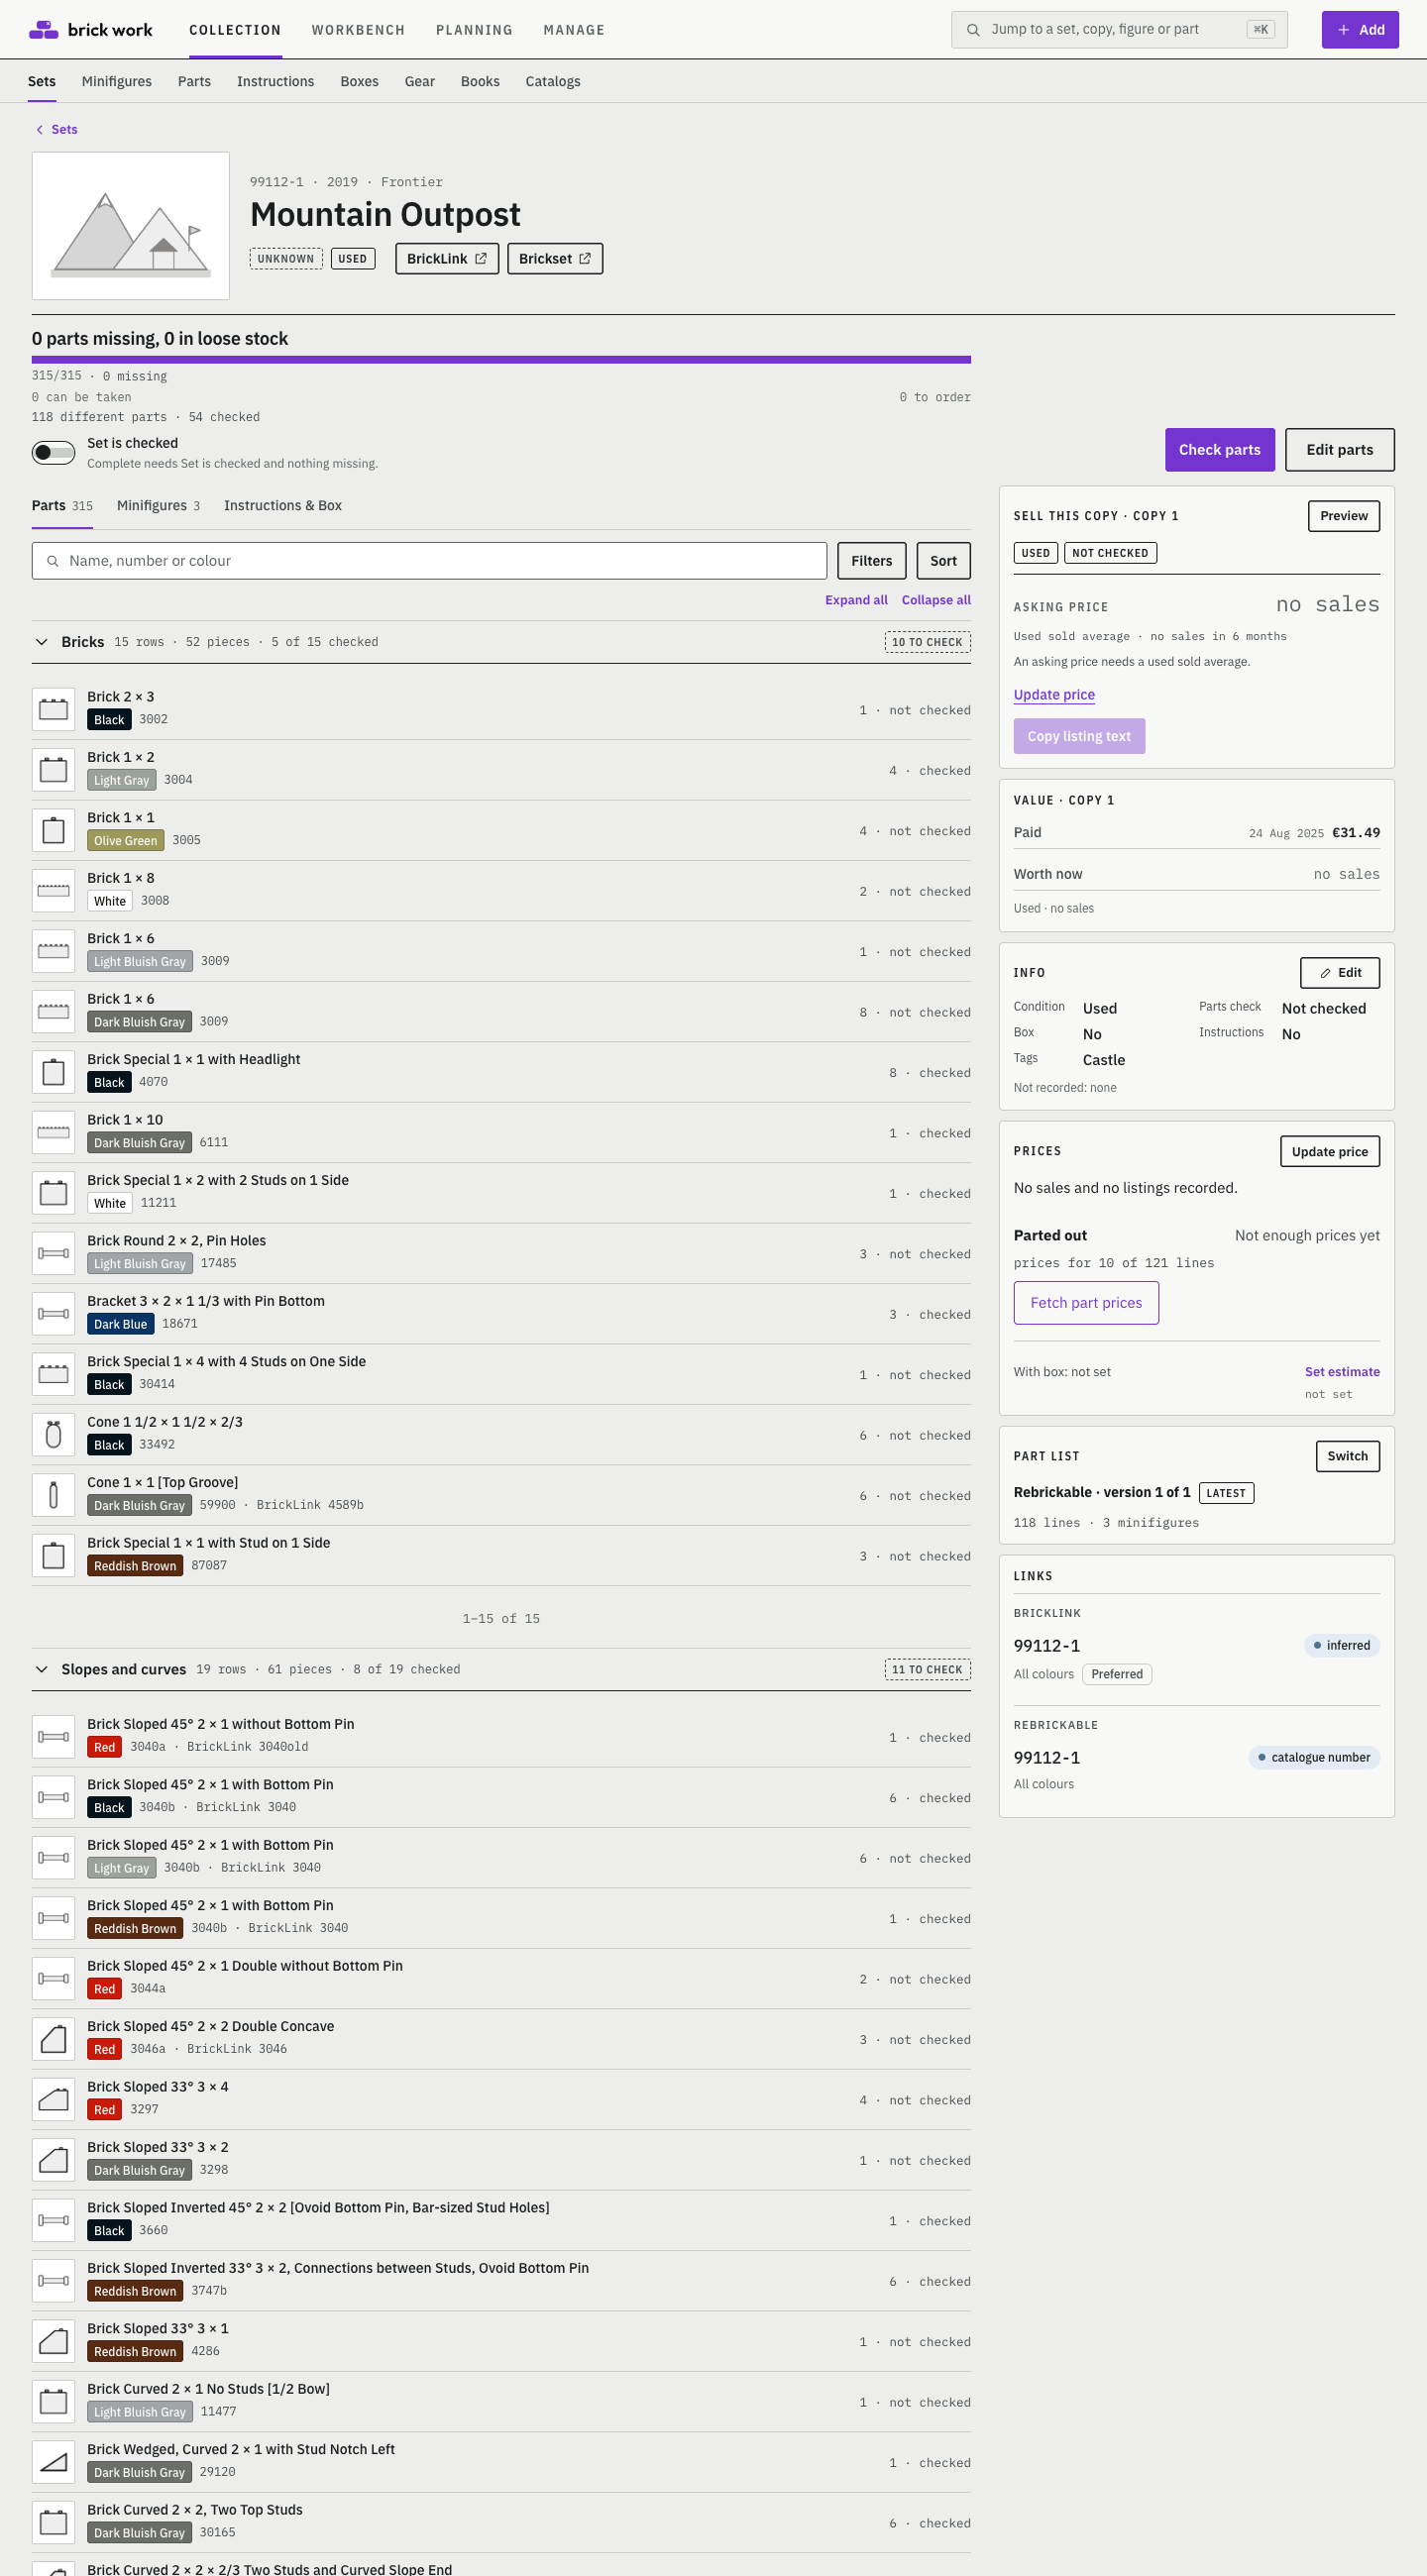 brick work
COLLECTION
WORKBENCH
PLANNING
MANAGE
Jump to a set, copy, figure or part
⌘K
+ Add
Sets
Minifigures
Parts
Instructions
Boxes
Gear
Books
Catalogs
Sets
99112-1 · 2019 · Frontier
Mountain Outpost
UNKNOWN
USED
BrickLink
Brickset
0 parts missing, 0 in loose stock
315/315 · 0 missing
0 can be taken
0 to order
118 different parts · 54 checked
Set is checked
Complete needs Set is checked and nothing missing.
Check parts
Edit parts
Parts 315
Minifigures 3
Instructions & Box
Name, number or colour
Filters
Sort
Expand all
Collapse all
Bricks 15 rows · 52 pieces · 5 of 15 checked
10 TO CHECK
Brick 2 × 3
Black 3002
1 · not checked
Brick 1 × 2
Light Gray 3004
4 · checked
Brick 1 × 1
Olive Green 3005
4 · not checked
Brick 1 × 8
White 3008
2 · not checked
Brick 1 × 6
Light Bluish Gray 3009
1 · not checked
Brick 1 × 6
Dark Bluish Gray 3009
8 · not checked
Brick Special 1 × 1 with Headlight
Black 4070
8 · checked
Brick 1 × 10
Dark Bluish Gray 6111
1 · checked
Brick Special 1 × 2 with 2 Studs on 1 Side
White 11211
1 · checked
Brick Round 2 × 2, Pin Holes
Light Bluish Gray 17485
3 · not checked
Bracket 3 × 2 × 1 1/3 with Pin Bottom
Dark Blue 18671
3 · checked
Brick Special 1 × 4 with 4 Studs on One Side
Black 30414
1 · not checked
Cone 1 1/2 × 1 1/2 × 2/3
Black 33492
6 · not checked
Cone 1 × 1 [Top Groove]
Dark Bluish Gray 59900 · BrickLink 4589b
6 · not checked
Brick Special 1 × 1 with Stud on 1 Side
Reddish Brown 87087
3 · not checked
1–15 of 15
Slopes and curves 19 rows · 61 pieces · 8 of 19 checked
11 TO CHECK
Brick Sloped 45° 2 × 1 without Bottom Pin
Red 3040a · BrickLink 3040old
1 · checked
Brick Sloped 45° 2 × 1 with Bottom Pin
Black 3040b · BrickLink 3040
6 · checked
Brick Sloped 45° 2 × 1 with Bottom Pin
Light Gray 3040b · BrickLink 3040
6 · not checked
Brick Sloped 45° 2 × 1 with Bottom Pin
Reddish Brown 3040b · BrickLink 3040
1 · checked
Brick Sloped 45° 2 × 1 Double without Bottom Pin
Red 3044a
2 · not checked
Brick Sloped 45° 2 × 2 Double Concave
Red 3046a · BrickLink 3046
3 · not checked
Brick Sloped 33° 3 × 4
Red 3297
4 · not checked
Brick Sloped 33° 3 × 2
Dark Bluish Gray 3298
1 · not checked
Brick Sloped Inverted 45° 2 × 2 [Ovoid Bottom Pin, Bar-sized Stud Holes]
Black 3660
1 · checked
Brick Sloped Inverted 33° 3 × 2, Connections between Studs, Ovoid Bottom Pin
Reddish Brown 3747b
6 · checked
Brick Sloped 33° 3 × 1
Reddish Brown 4286
1 · not checked
Brick Curved 2 × 1 No Studs [1/2 Bow]
Light Bluish Gray 11477
1 · not checked
Brick Wedged, Curved 2 × 1 with Stud Notch Left
Dark Bluish Gray 29120
1 · checked
Brick Curved 2 × 2, Two Top Studs
Dark Bluish Gray 30165
6 · checked
Brick Curved 2 × 2 × 2/3 Two Studs and Curved Slope End
SELL THIS COPY · COPY 1
Preview
USED
NOT CHECKED
ASKING PRICE
no sales
Used sold average · no sales in 6 months
An asking price needs a used sold average.
Update price
Copy listing text
VALUE · COPY 1
Paid
24 Aug 2025 €31.49
Worth now
no sales
Used · no sales
INFO
Edit
Condition Used
Parts check Not checked
Box No
Instructions No
Tags Castle
Not recorded: none
PRICES
Update price
No sales and no listings recorded.
Parted out
Not enough prices yet
prices for 10 of 121 lines
Fetch part prices
With box: not set
Set estimate
not set
PART LIST
Switch
Rebrickable · version 1 of 1
LATEST
118 lines · 3 minifigures
LINKS
BRICKLINK
99112-1
inferred
All colours
Preferred
REBRICKABLE
99112-1
catalogue number
All colours